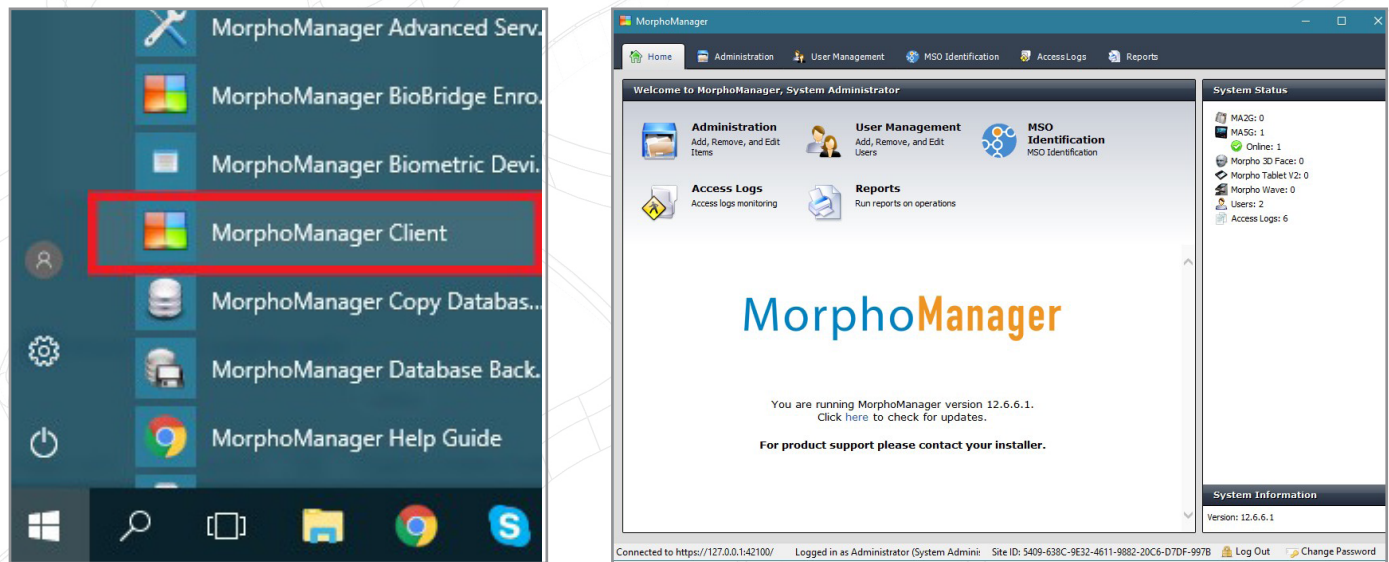 MorphoManager Advanced Serv.
MorphoManager BioBridge Enro.
MorphoManager Biometric Devi.
MorphoManager Client
MorphoManager Copy Databas...
MorphoManager Database Back.
MorphoManager Help Guide
MorphoManager
Home Administration User Management MSO Identification Access Logs Reports
Welcome to MorphoManager, System Administrator
Administration
Add, Remove, and Edit
Items
User Management
Add, Remove, and Edit
Users
MSO
Identification
MSO Identification
Access Logs
Access logs monitoring
Reports
Run reports on operations
MorphoManager
You are running MorphoManager version 12.6.6.1.
Click here to check for updates.
For product support please contact your installer.
System Status
MA2G: 0
MA5G: 1
Online: 1
Morpho 3D Face: 0
Morpho Tablet V2: 0
Morpho Wave: 0
Users: 2
Access Logs: 6
System Information
Version: 12.6.6.1
Connected to https://127.0.0.1:42100/ Logged in as Administrator (System Admini: Site ID: 5409-638C-9E32-4611-9882-20C6-D7DF-997B Log Out Change Password